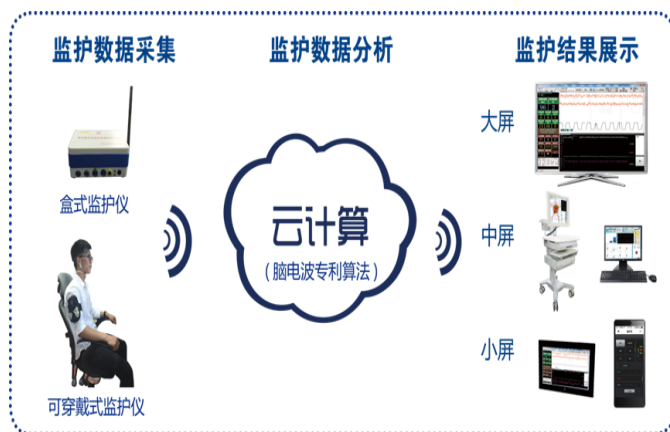 监护数据采集
监护数据分析
监护结果展示
盒式监护仪
可穿戴式监护仪
云计算
（脑电波专利算法）
大屏
中屏
小屏